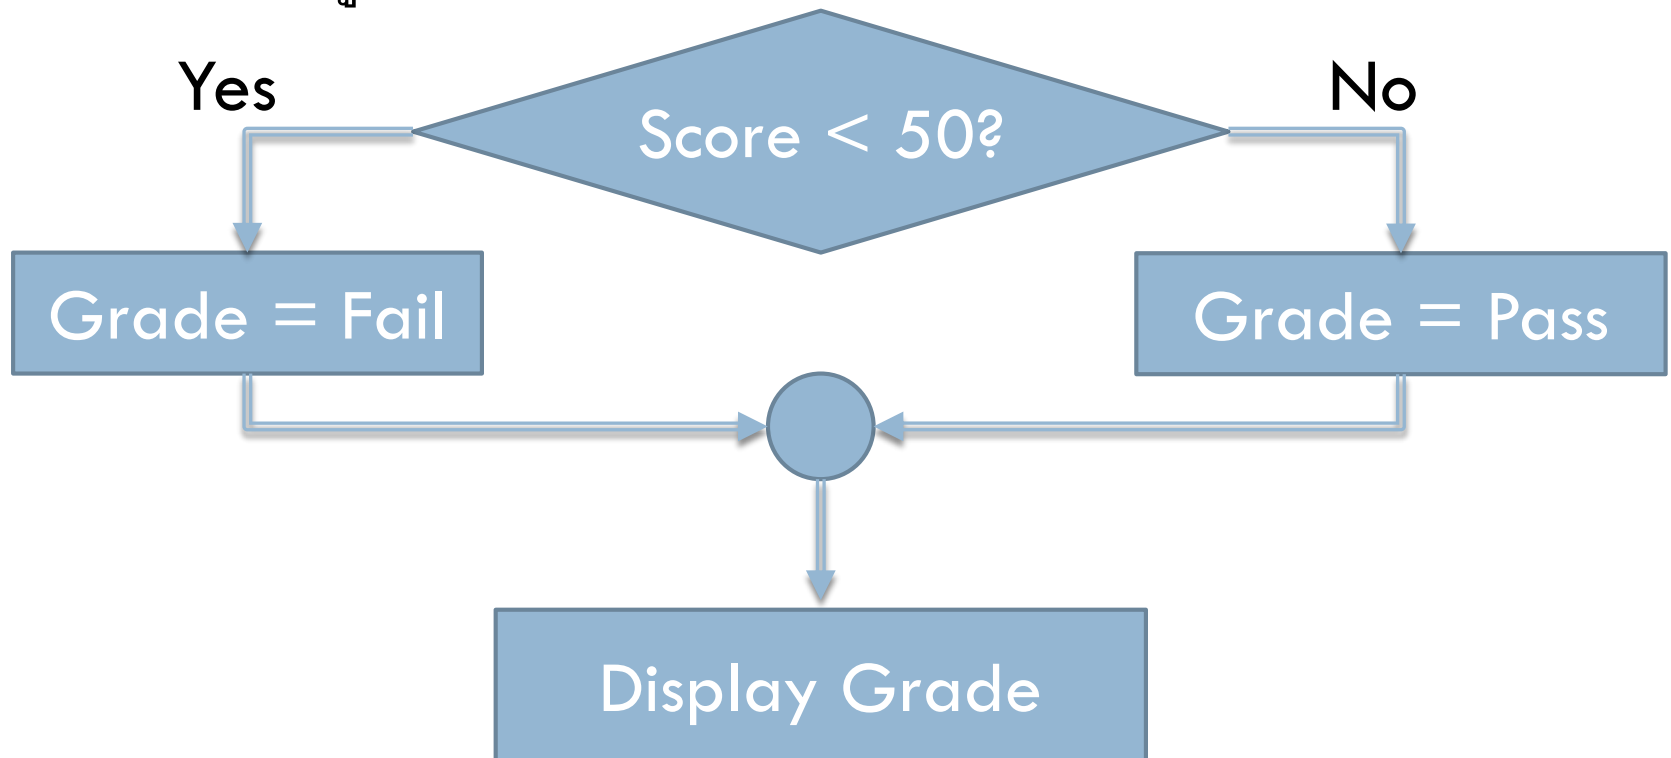 Yes
Score < 50?
No
Grade = Fail
Grade = Pass
Display Grade